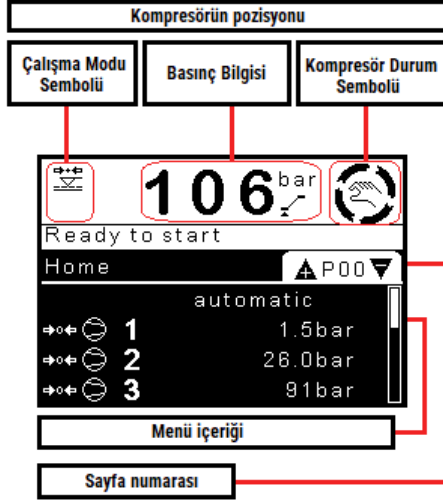 Kompresörün pozisyonu
Çalışma Modu
Sembolü
Basınç Bilgisi
Kompresör Durum
Sembolü
106 bar
Ready to start
Home
P00
automatic
1 1.5bar
2 26.0bar
3 91bar
Menü içeriği
Sayfa numarası